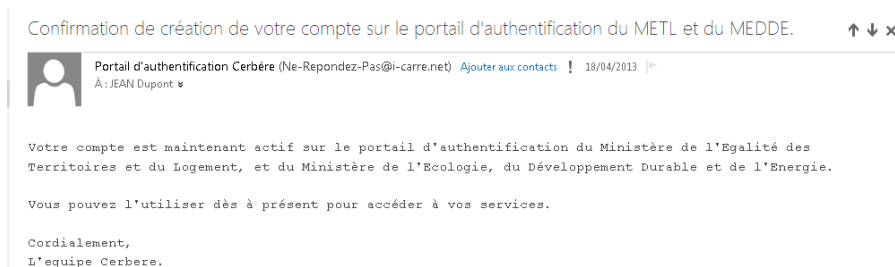 Confirmation de création de votre compte sur le portail d'authentification du METL et du MEDDE.
Portail d'authentification Cerbère (Ne-Repondez-Pas@i-carre.net) Ajouter aux contacts ! 18/04/2013
À : JEAN Dupont
Votre compte est maintenant actif sur le portail d'authentification du Ministère de l'Egalité des
Territoires et du Logement, et du Ministère de l'Ecologie, du Développement Durable et de l'Energie.
Vous pouvez l'utiliser dès à présent pour accéder à vos services.
Cordialement,
L'equipe Cerbere.